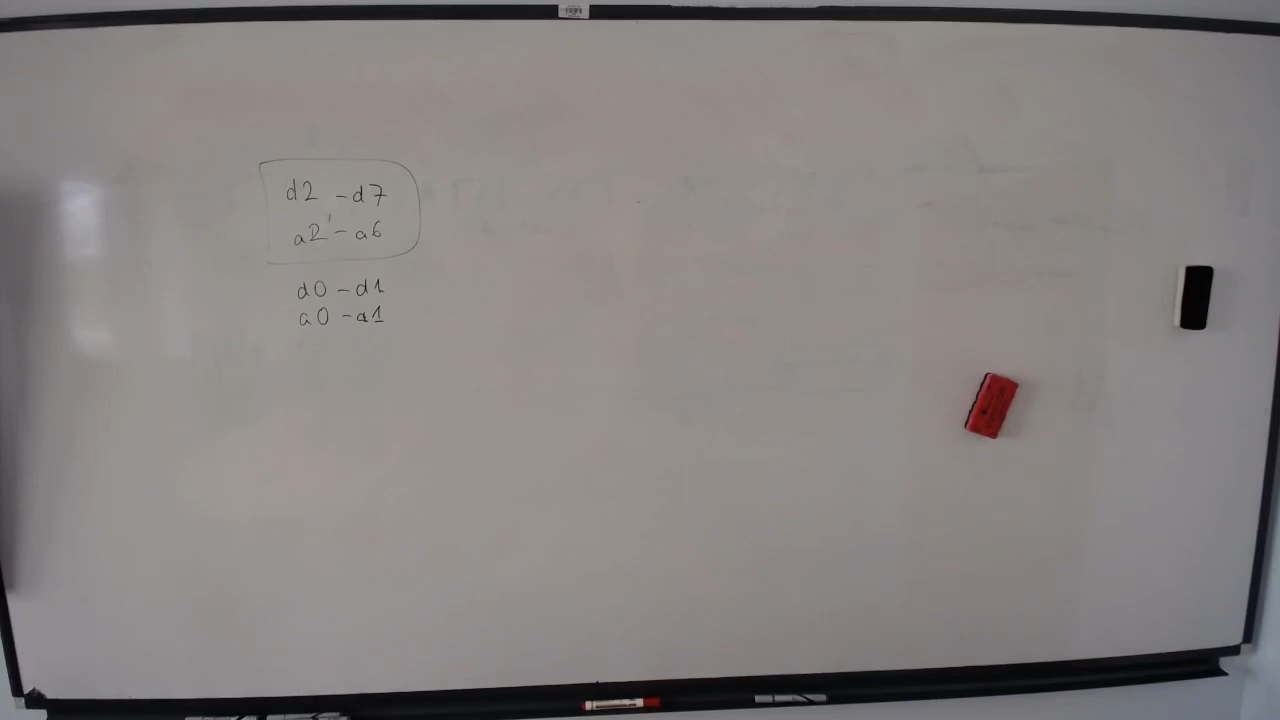 d2 - d7
a2 - a6
d0 - d1
a0 - a1